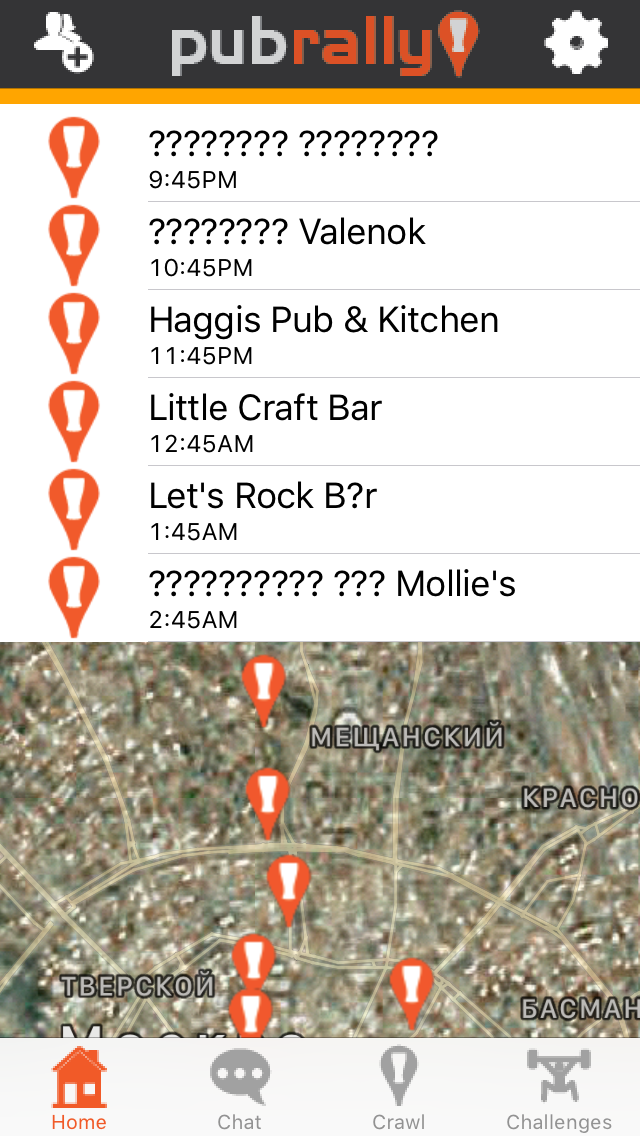 pubrally
???????? ????????
9:45PM
???????? Valenok
10:45PM
Haggis Pub & Kitchen
11:45PM
Little Craft Bar
12:45AM
Let's Rock B?r
1:45AM
?????????? ??? Mollie's
2:45AM
МЕЩАНСКИЙ
КРАСНО
ТВЕРСКОЙ
БАСМАН
Home
Chat
Crawl
Challenges